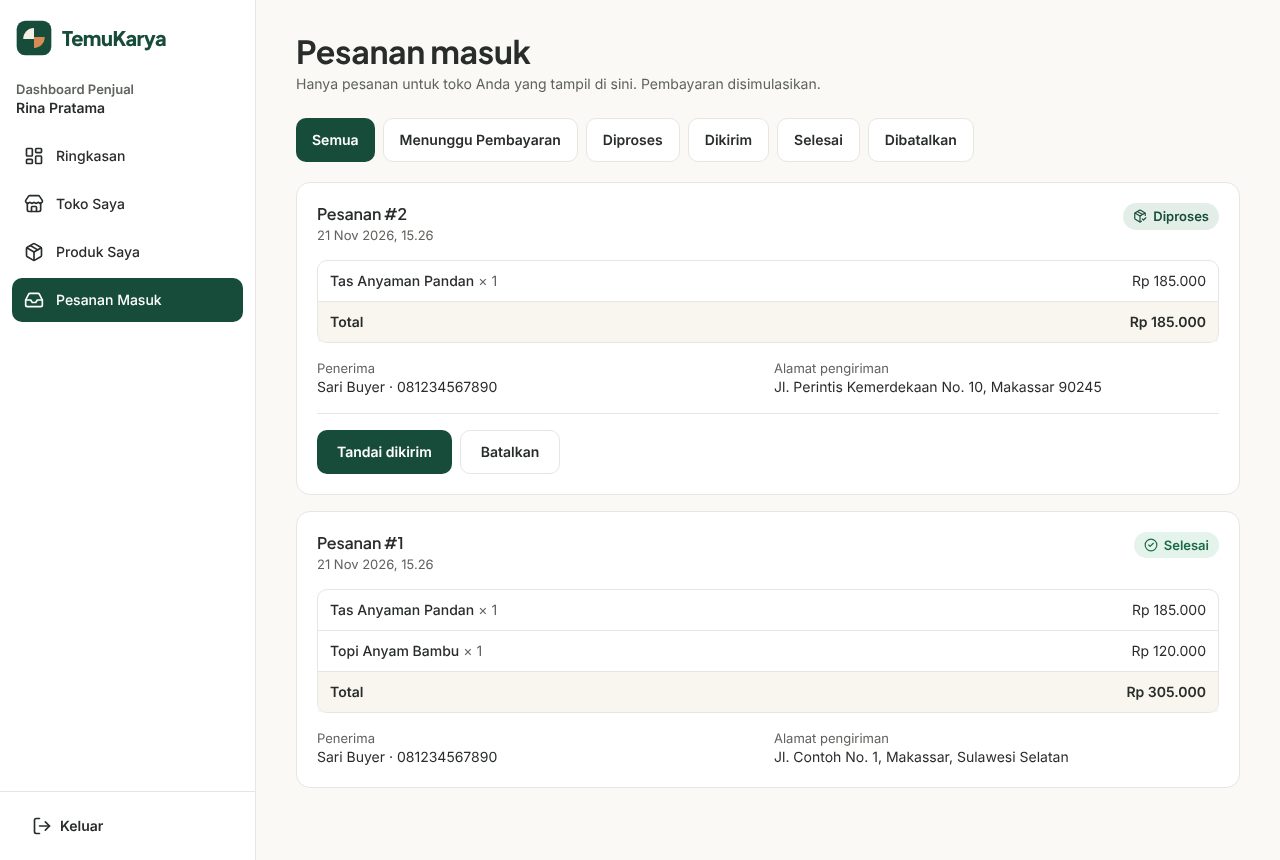 TemuKarya
Dashboard Penjual
Rina Pratama
Ringkasan
Toko Saya
Produk Saya
Pesanan Masuk
Keluar
Pesanan masuk
Hanya pesanan untuk toko Anda yang tampil di sini. Pembayaran disimulasikan.
Semua Menunggu Pembayaran Diproses Dikirim Selesai Dibatalkan
Pesanan #2 Diproses
21 Nov 2026, 15.26
Tas Anyaman Pandan × 1 Rp 185.000
Total Rp 185.000
Penerima Alamat pengiriman
Sari Buyer · 081234567890 Jl. Perintis Kemerdekaan No. 10, Makassar 90245
Tandai dikirim Batalkan
Pesanan #1 Selesai
21 Nov 2026, 15.26
Tas Anyaman Pandan × 1 Rp 185.000
Topi Anyam Bambu × 1 Rp 120.000
Total Rp 305.000
Penerima Alamat pengiriman
Sari Buyer · 081234567890 Jl. Contoh No. 1, Makassar, Sulawesi Selatan